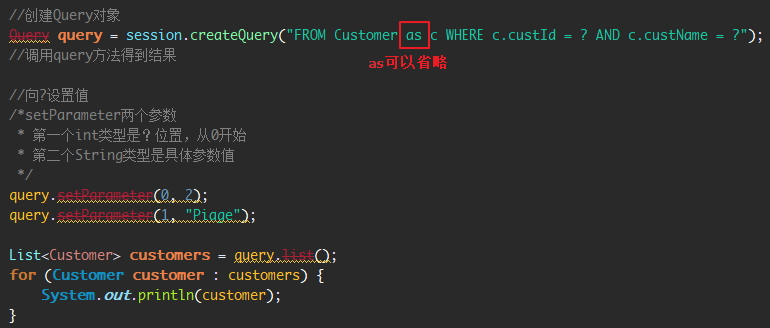 //创建Query对象
Query query = session.createQuery("FROM Customer as c WHERE c.custId = ? AND c.custName = ?");
//调用query方法得到结果
as可以省略
//向?设置值
/*setParameter两个参数
 * 第一个int类型是？位置，从0开始
 * 第二个String类型是具体参数值
 */
query.setParameter(0, 2);
query.setParameter(1, "Piqge");
List<Customer> customers = query.list();
for (Customer customer : customers) {
    System.out.println(customer);
}